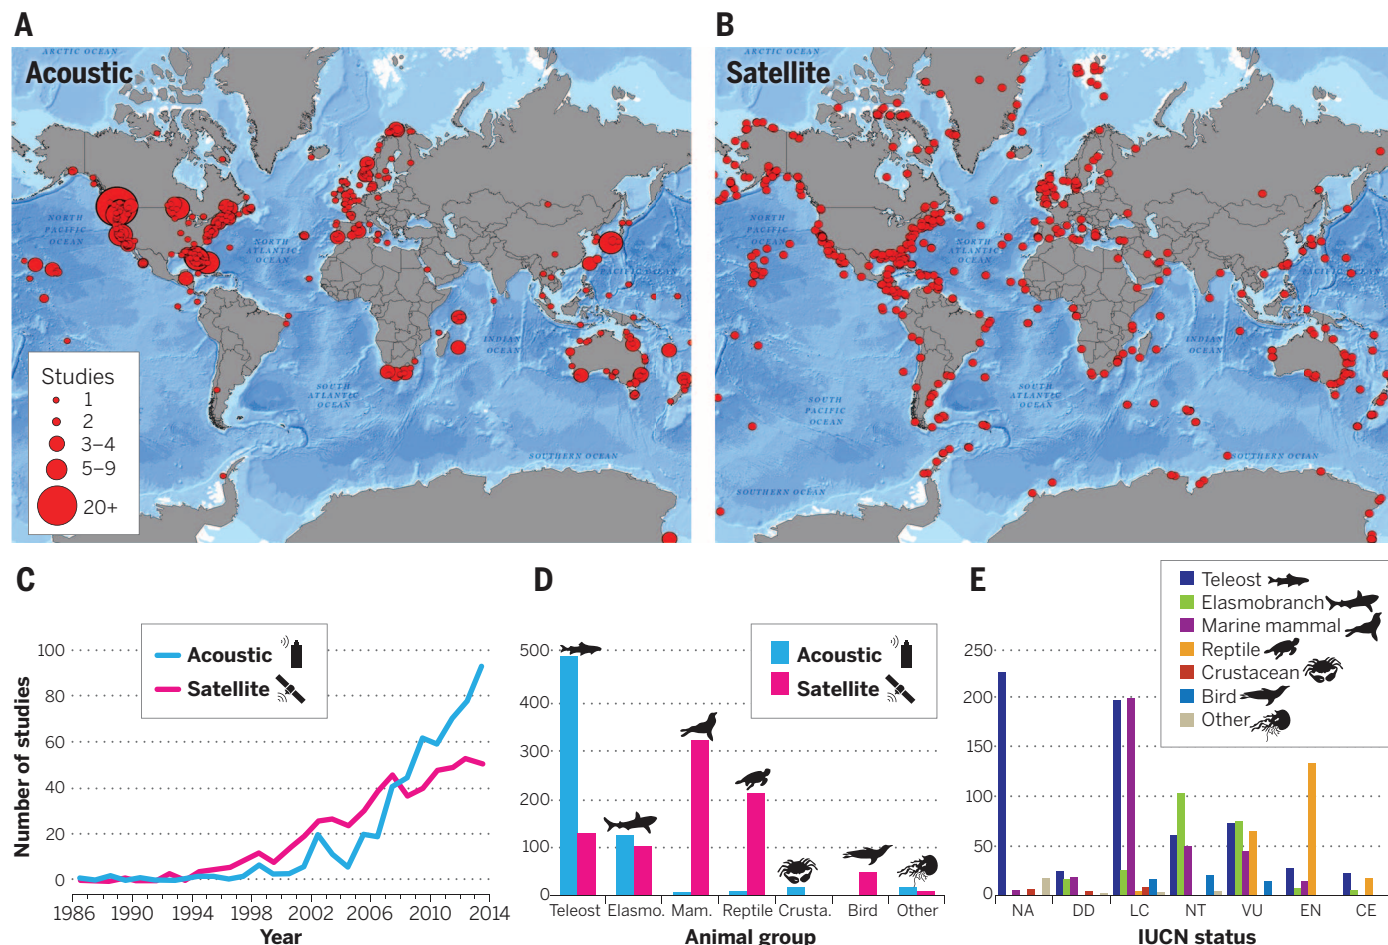 A
Acoustic
ARCTIC OCEAN
NORTH
PACIFIC
OCEAN
NORTH
ATLANTIC
OCEAN
PACIFIC OCEAN
INDIAN
OCEAN
SOUTH
ATLANTIC
OCEAN
SOUTHERN OCEAN
Studies
1
2
3–4
5–9
20+
B
Satellite
ARCTIC OCEAN
NORTH
PACIFIC
OCEAN
NORTH
ATLANTIC
OCEAN
PACIFIC OCEAN
INDIAN
OCEAN
SOUTH
PACIFIC
OCEAN
SOUTH
ATLANTIC
OCEAN
SOUTHERN OCEAN
C
Number of studies
100
80
60
40
20
0
Acoustic
Satellite
1986 1990 1994 1998 2002 2006 2010 2014
Year
D
500
400
300
200
100
0
Acoustic
Satellite
Teleost Elasmo. Mam. Reptile Crusta. Bird Other
Animal group
E
Teleost
Elasmobranch
Marine mammal
Reptile
Crustacean
Bird
Other
250
200
150
100
50
0
NA DD LC NT VU EN CE
IUCN status